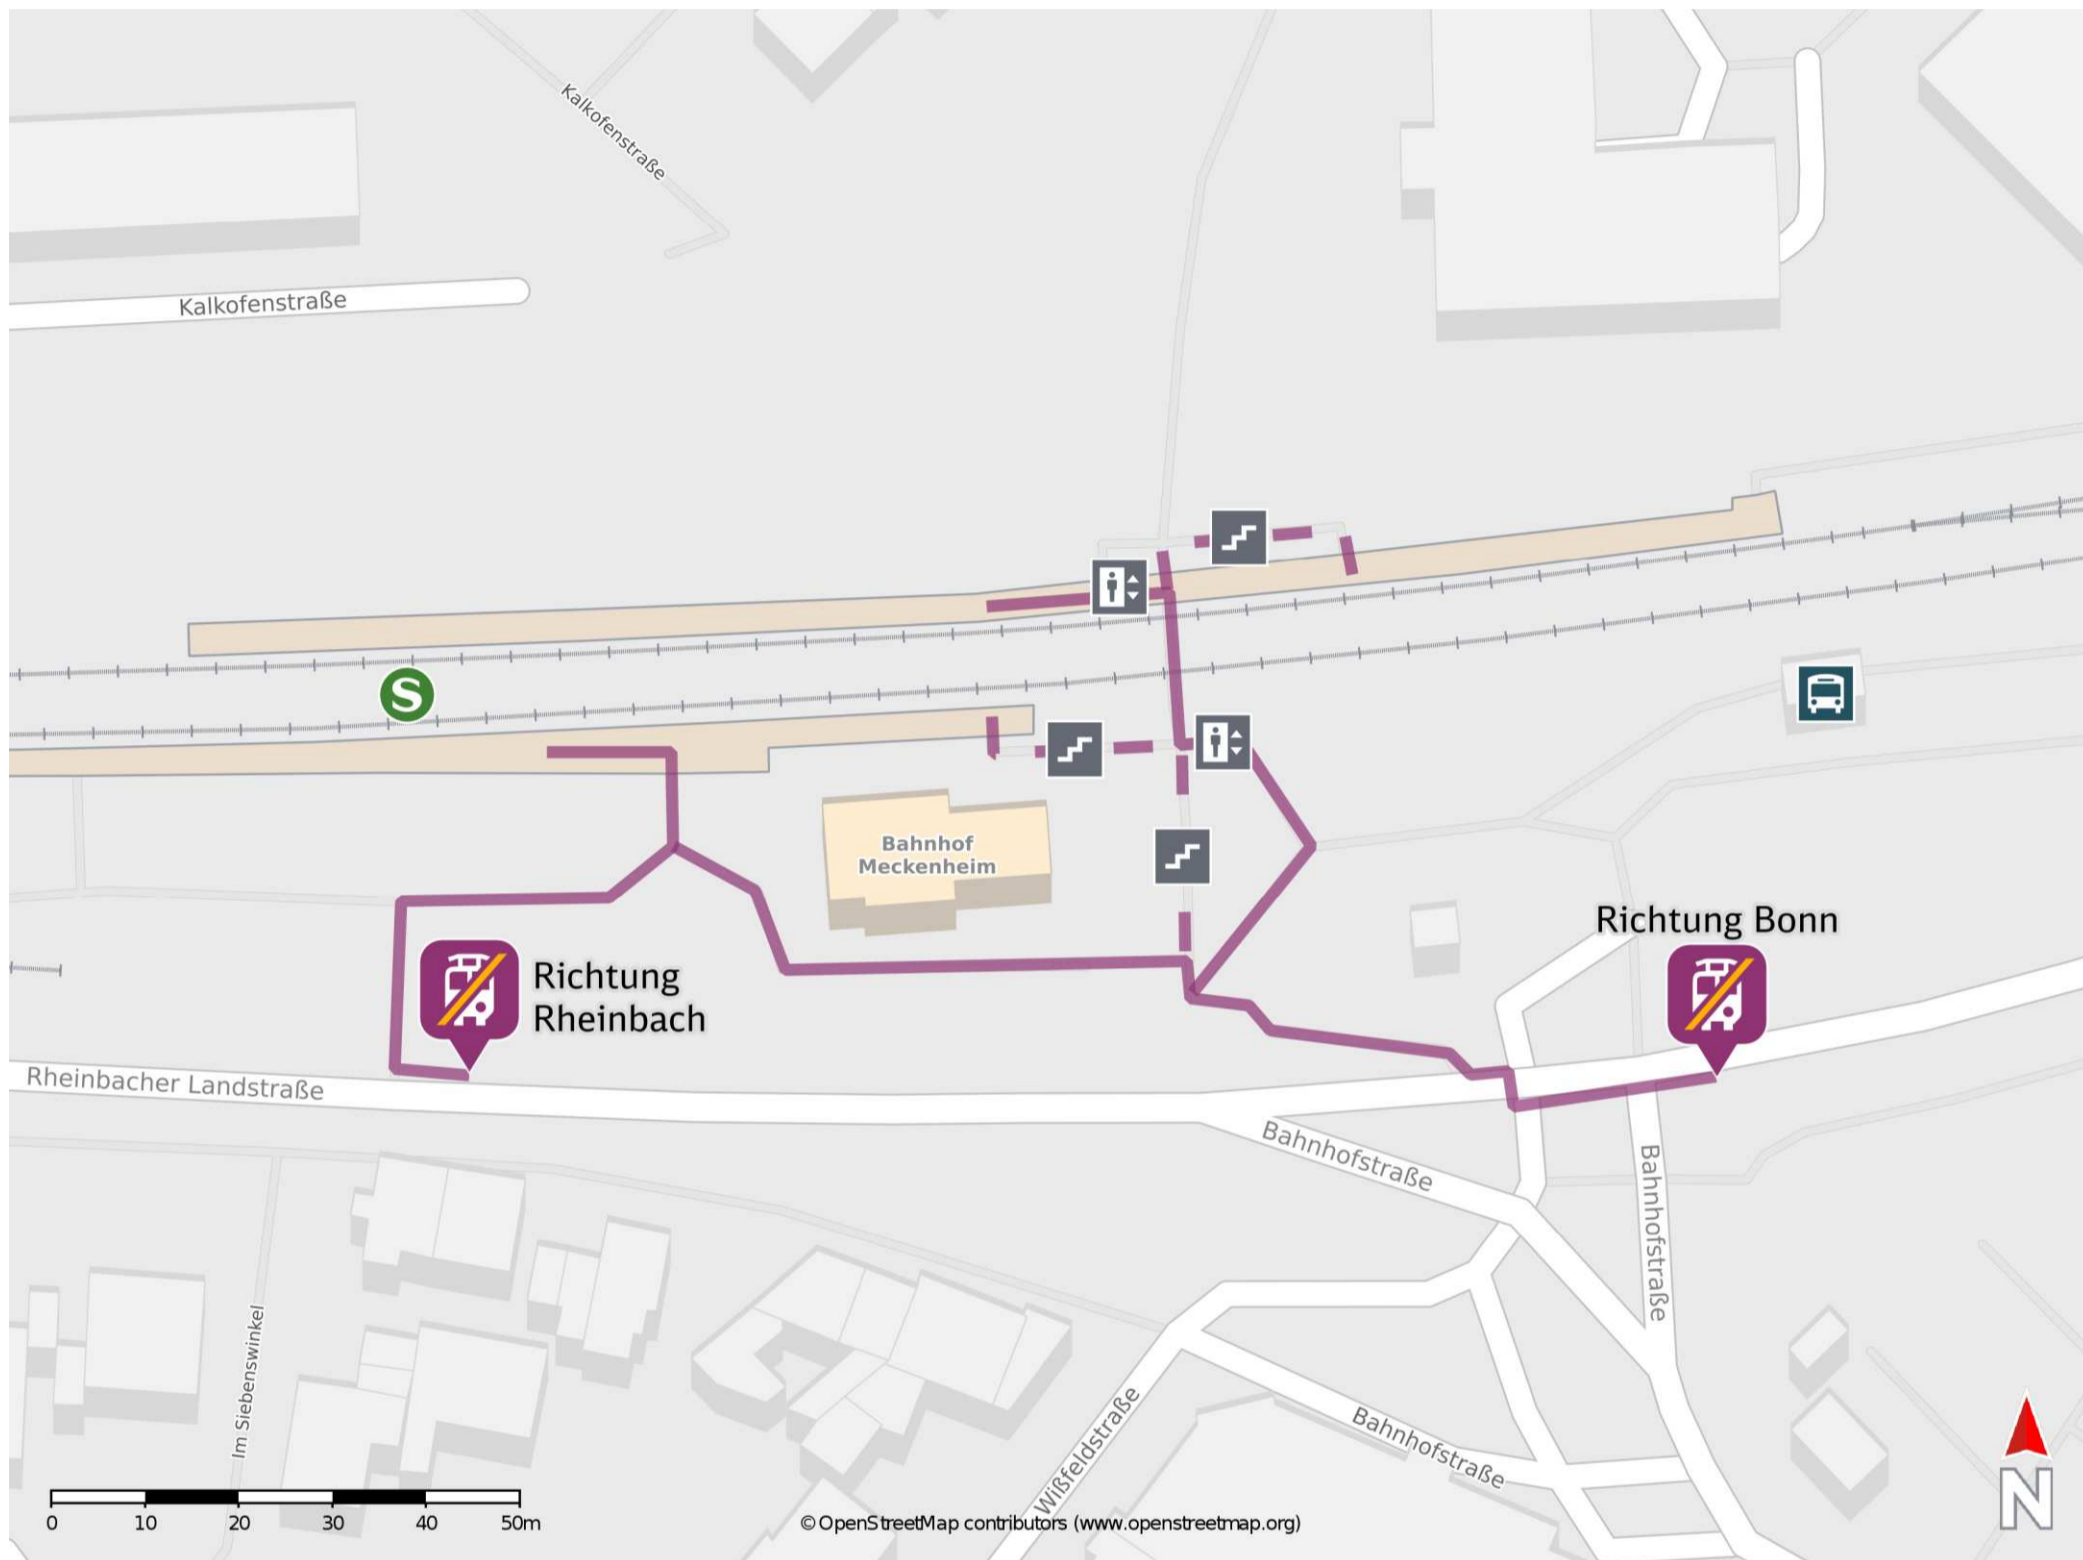 Kalkofenstraße
Kalkofenstraße
S
Bahnhof
Meckenheim
Richtung Bonn
Richtung
Rheinbach
Rheinbacher Landstraße
Bahnhofstraße
Bahnhofstraße
Im Siebenswinkel
Wißfeldstraße
Bahnhofstraße
0 10 20 30 40 50m
© OpenStreetMap contributors (www.openstreetmap.org)
N